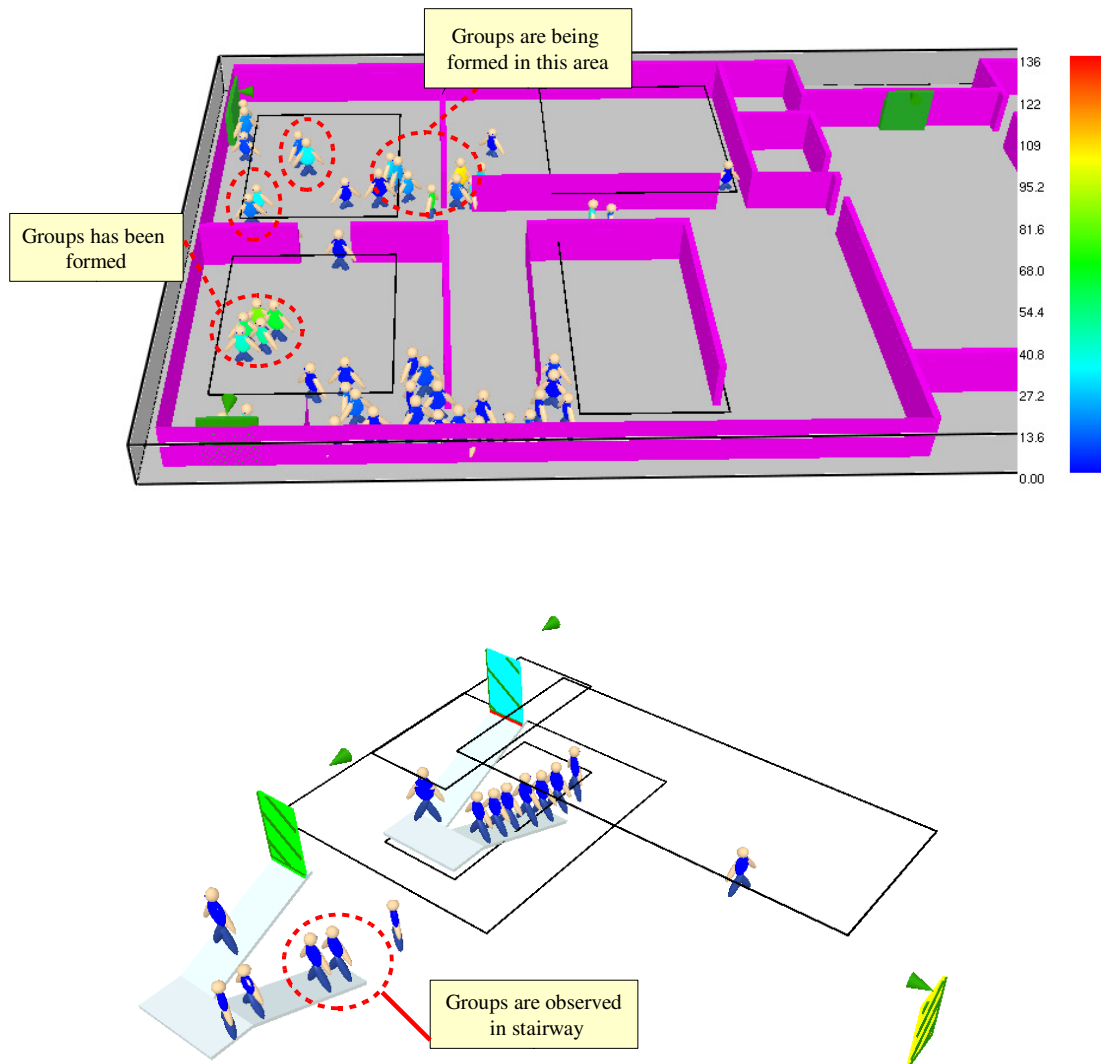 Groups are being
formed in this area
Groups has been
formed
136
122
109
95.2
81.6
68.0
54.4
40.8
27.2
13.6
0.00
Groups are observed
in stairway